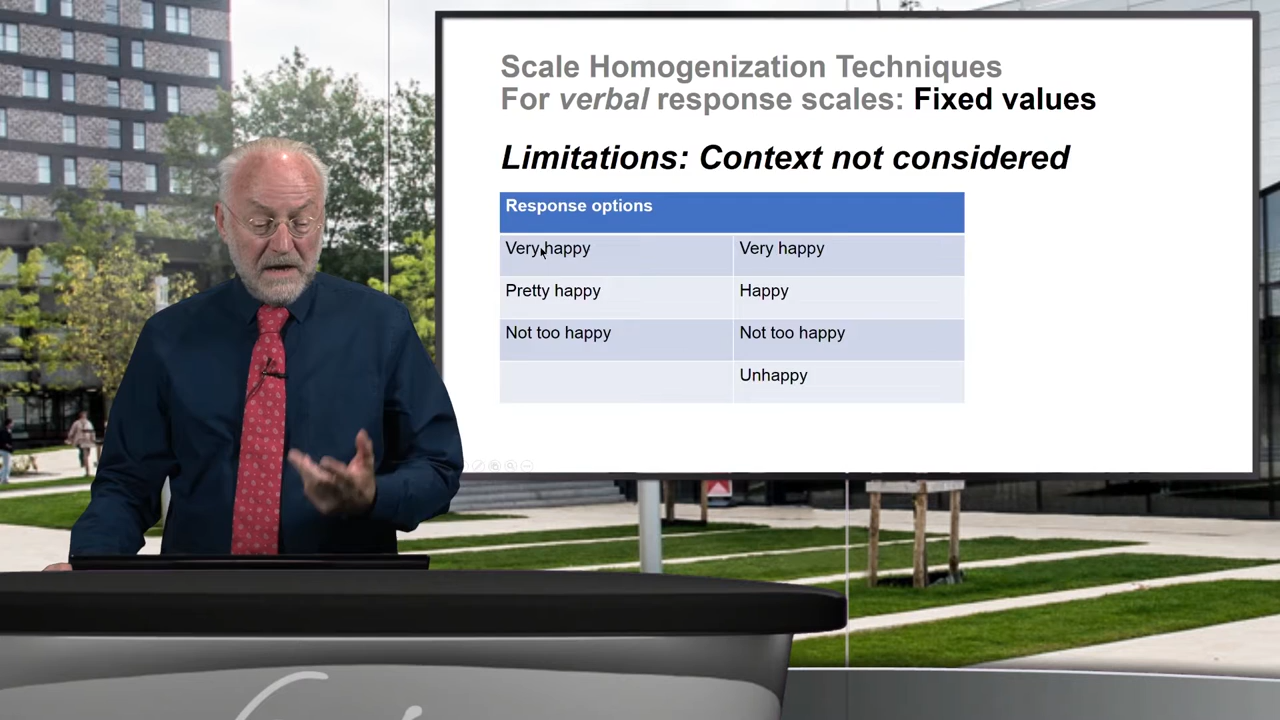 Scale Homogenization Techniques
For verbal response scales: Fixed values
Limitations: Context not considered
Response options
Very happy Very happy
Pretty happy Happy
Not too happy Not too happy
Unhappy